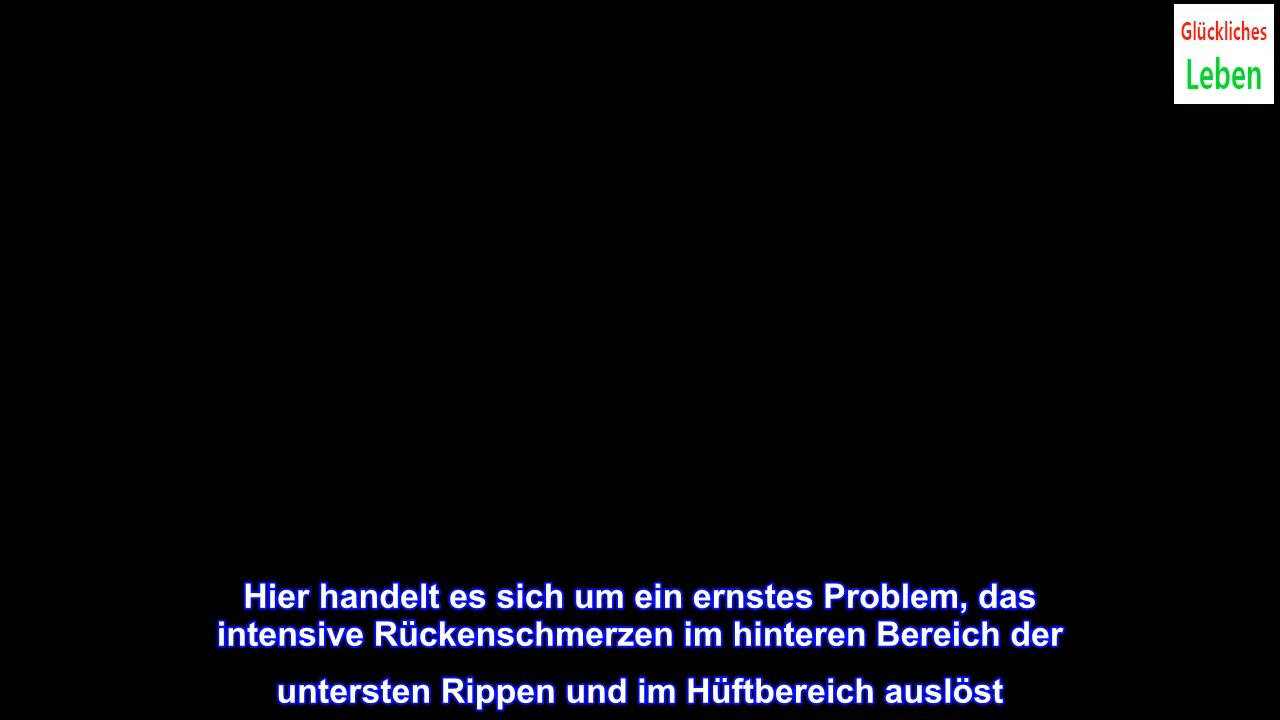 Glückliches
Leben
Hier handelt es sich um ein ernstes Problem, das
intensive Rückenschmerzen im hinteren Bereich der
untersten Rippen und im Hüftbereich auslöst